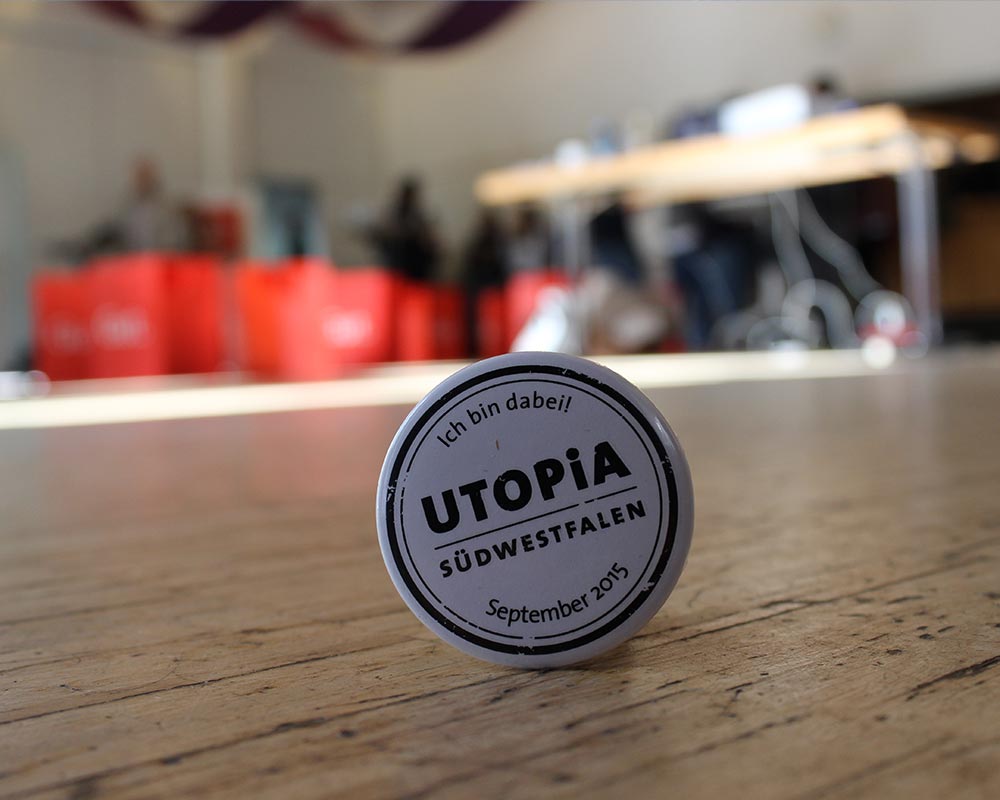 Ich bin dabei!
UTOPiA
SÜDWESTFALEN
September 2015